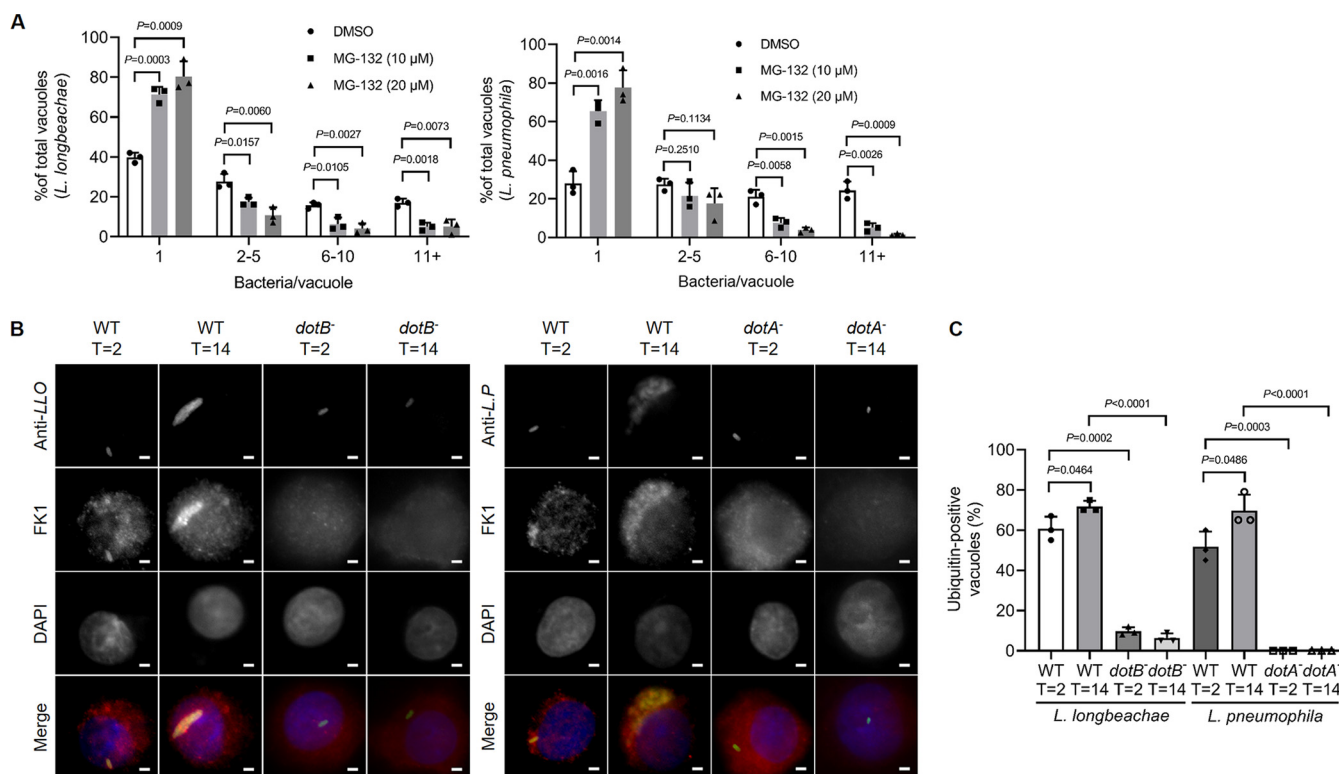 A
%of total vacuoles
(L. longbeachae)
100
80
60
40
20
0
P=0.0009
P=0.0003
P=0.0060
P=0.0157
P=0.0027
P=0.0105
P=0.0073
P=0.0018
DMSO
MG-132 (10 µM)
MG-132 (20 µM)
1 2-5 6-10 11+
Bacteria/vacuole
%of total vacuoles
(L. pneumophila)
100
80
60
40
20
0
P=0.0014
P=0.0016
P=0.1134
P=0.2510
P=0.0015
P=0.0058
P=0.0009
P=0.0026
DMSO
MG-132 (10 µM)
MG-132 (20 µM)
1 2-5 6-10 11+
Bacteria/vacuole
B
WT WT dotB- dotB-
T=2 T=14 T=2 T=14
Anti-LLO
FK1
DAPI
Merge
WT WT dotA- dotA-
T=2 T=14 T=2 T=14
Anti-L.P
FK1
DAPI
Merge
C
Ubiquitin-positive
vacuoles (%)
100
80
60
40
20
0
P<0.0001
P<0.0001
P=0.0002
P=0.0003
P=0.0464
P=0.0486
WT WT dotB- dotB- WT WT dotA- dotA-
T=2 T=14 T=2 T=14 T=2 T=14 T=2 T=14
L. longbeachae L. pneumophila